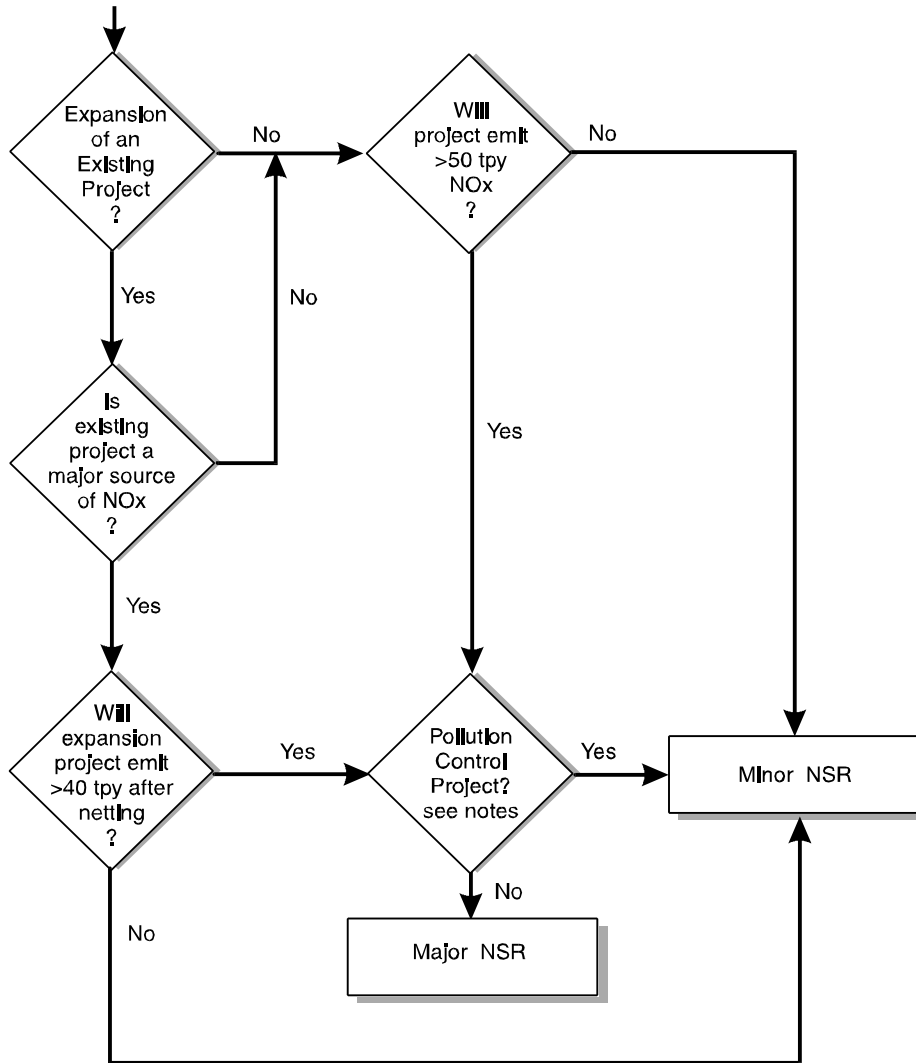 Expansion
of an
Existing
Project
?
No
Will
project emit
>50 tpy
NOx
?
No
Yes
No
Is
existing
project a
major source
of NOx
?
Yes
Yes
Will
expansion
project emit
>40 tpy after
netting
?
Yes
Pollution
Control
Project?
see notes
Yes
Minor NSR
No
No
Major NSR